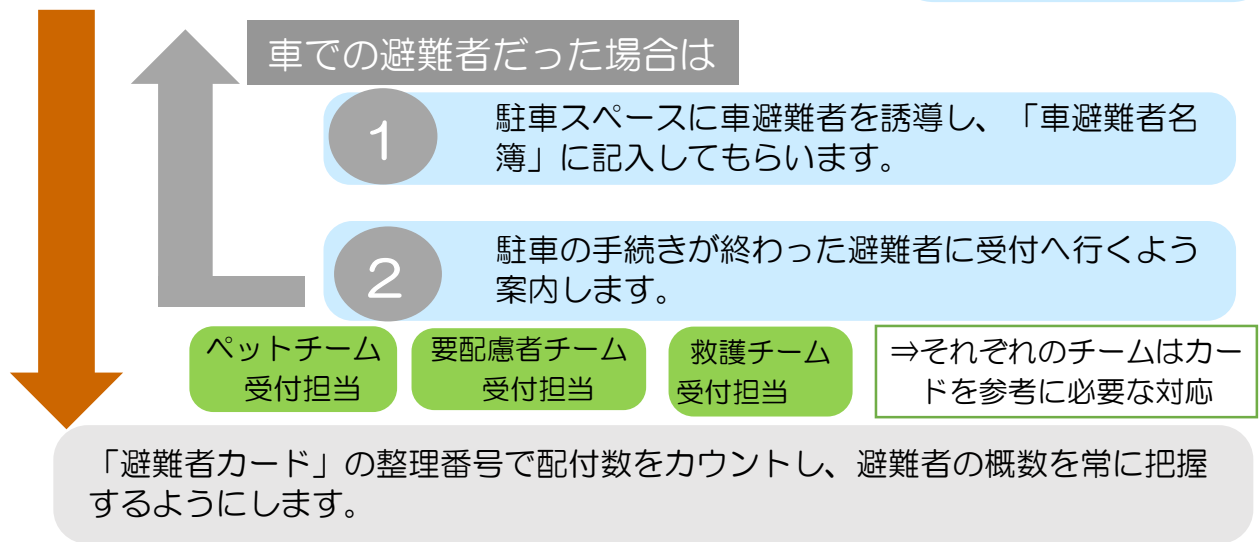 車での避難者だった場合は
1
駐車スペースに車避難者を誘導し、「車避難者名
簿」に記入してもらいます。
2
駐車の手続きが終わった避難者に受付へ行くよう
案内します。
ペットチーム
受付担当
要配慮者チーム
受付担当
救護チーム
受付担当
⇒それぞれのチームはカー
ドを参考に必要な対応
「避難者カード」の整理番号で配付数をカウントし、避難者の概数を常に把握
するようにします。